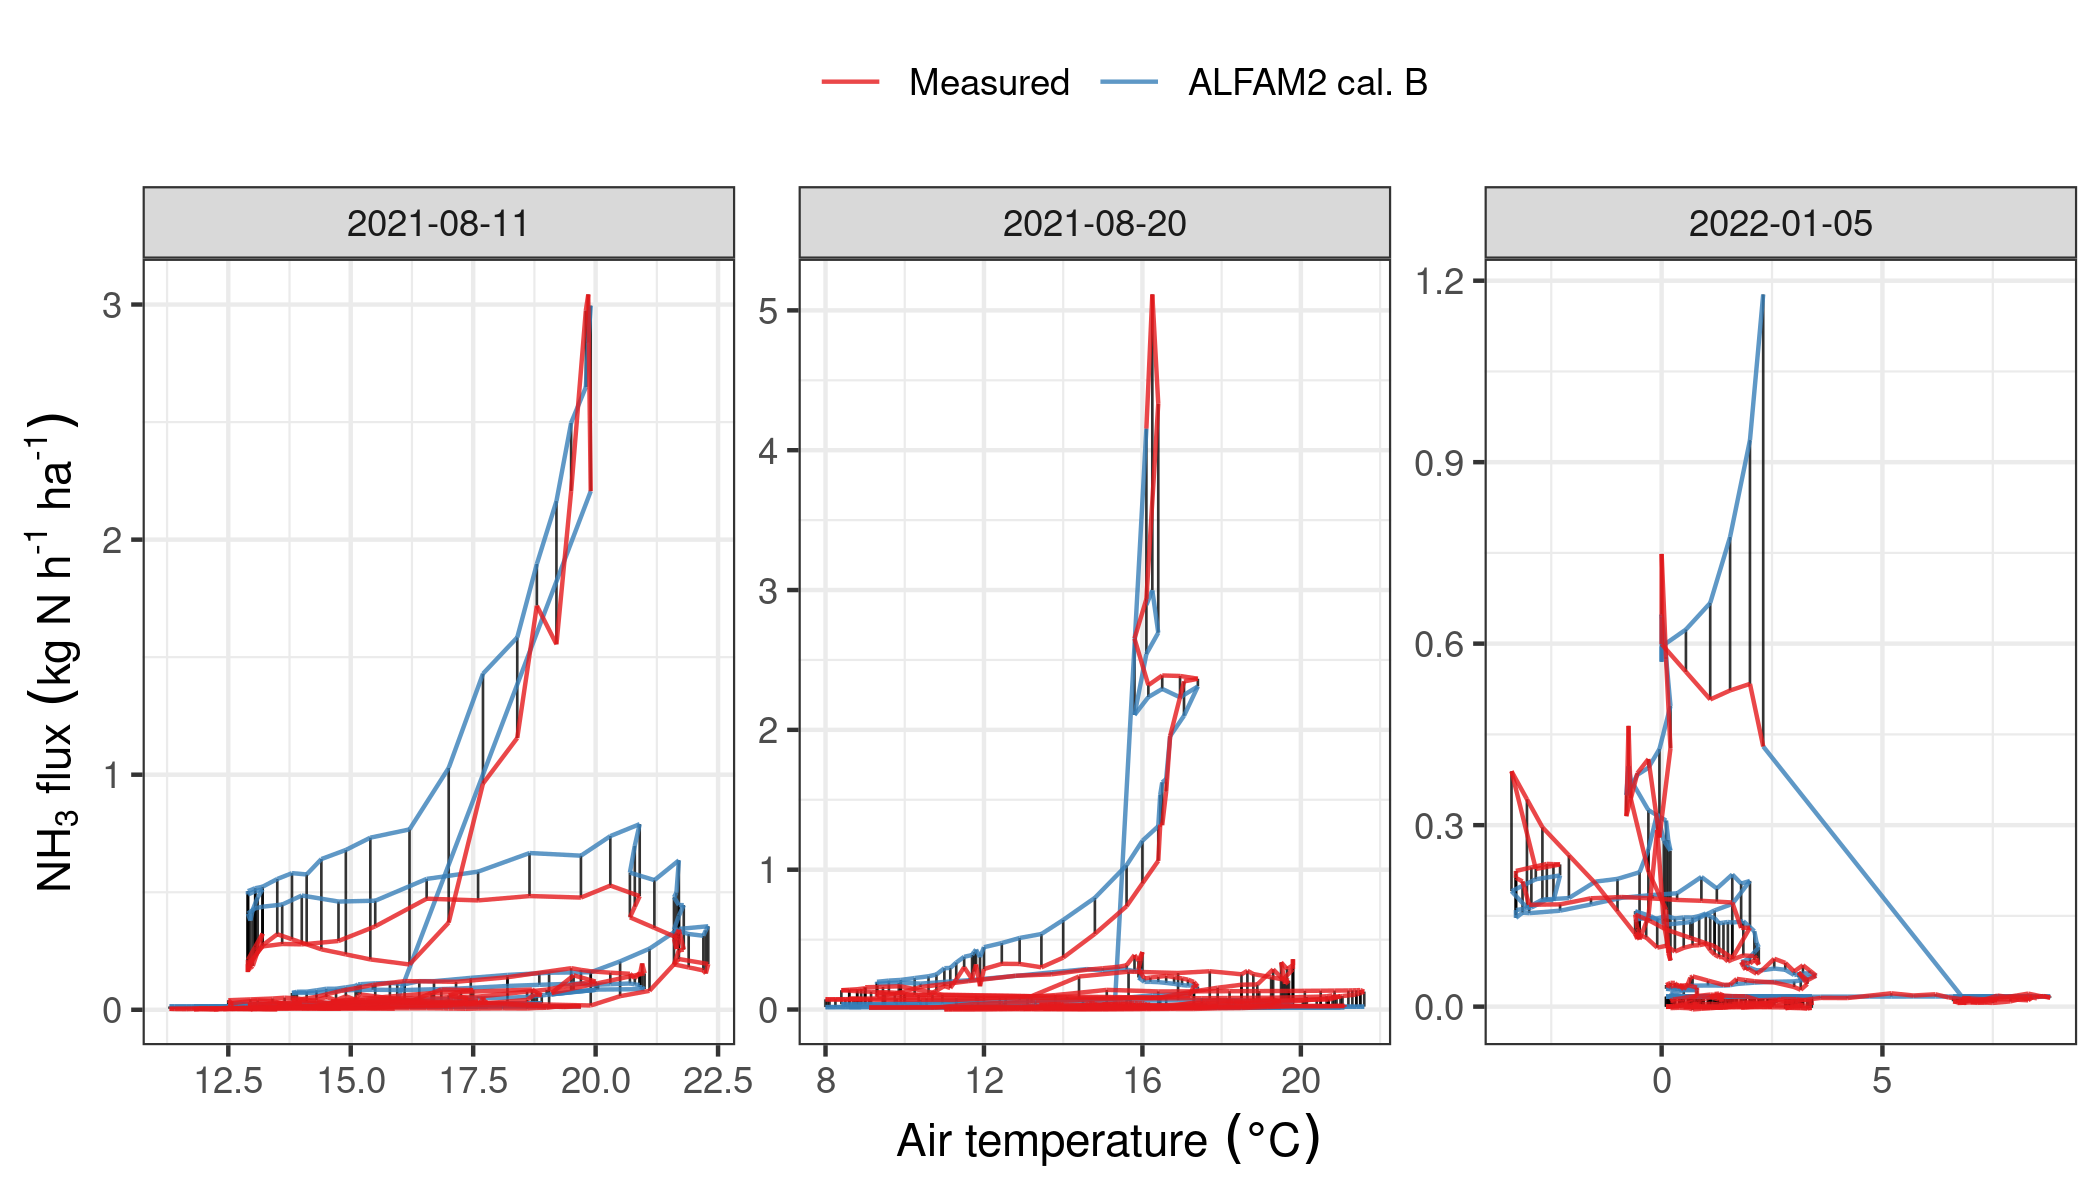 Measured ALFAM2 cal. B
2021-08-11 2021-08-20 2022-01-05
NH₃ flux (kg N h⁻¹ ha⁻¹)
3
2
1
0
5
4
3
2
1
0
1.2
0.9
0.6
0.3
0.0
12.5 15.0 17.5 20.0 22.5
8 12 16 20
0 5
Air temperature (°C)